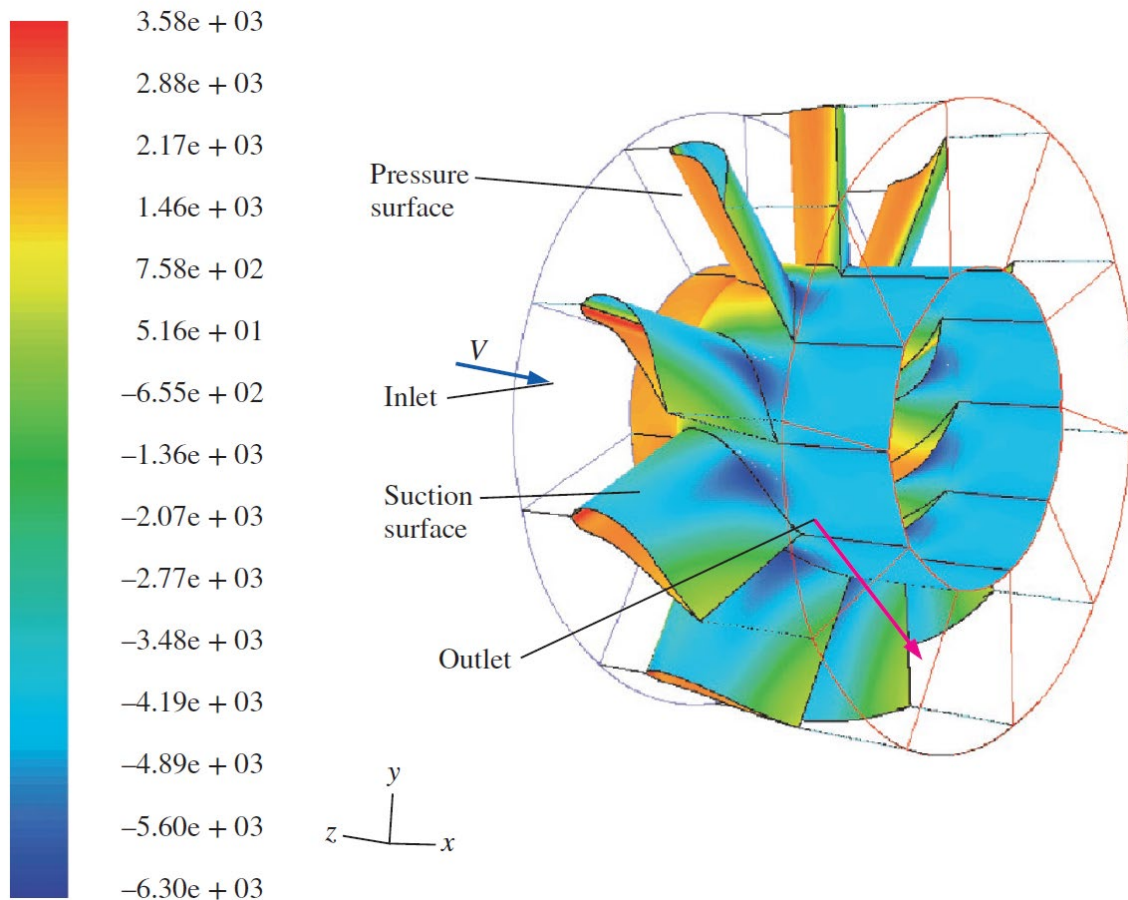 3.58e + 03
2.88e + 03
2.17e + 03
1.46e + 03
7.58e + 02
5.16e + 01
–6.55e + 02
–1.36e + 03
–2.07e + 03
–2.77e + 03
–3.48e + 03
–4.19e + 03
–4.89e + 03
–5.60e + 03
–6.30e + 03
Pressure
surface
V
Inlet
Suction
surface
Outlet
y
z
x